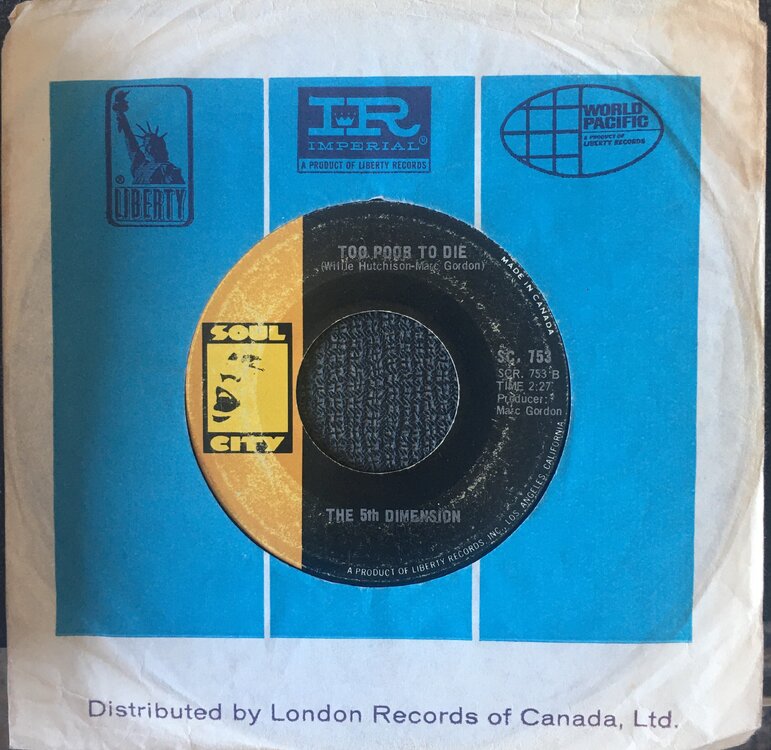 LIBERTY
®
IR
IMPERIAL®
A PRODUCT OF LIBERTY RECORDS
WORLD
PACIFIC
A PRODUCT OF
LIBERTY RECORDS
TOO POOR TO DIE
(Willie Hutchison-Marc Gordon)
MADE IN CANADA
SOUL
CITY
SC. 753
SCR. 753 B
TIME 2:27
Producer:
Marc Gordon
THE 5th DIMENSION
A PRODUCT OF LIBERTY RECORDS, INC., LOS ANGELES, CALIFORNIA
Distributed by London Records of Canada, Ltd.